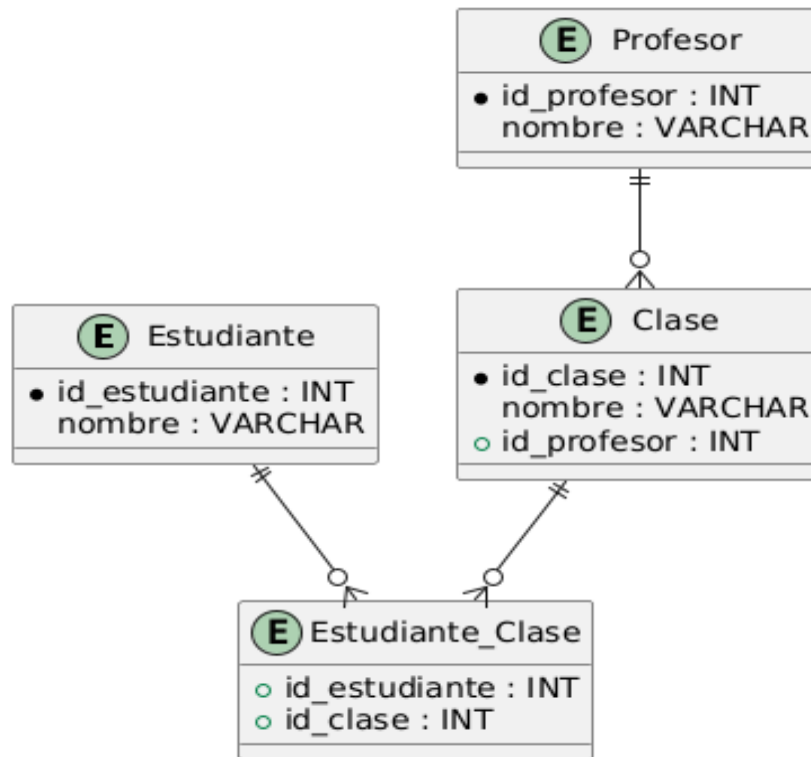 E Profesor
id_profesor : INT
nombre : VARCHAR
E Estudiante
id_estudiante : INT
nombre : VARCHAR
E Clase
id_clase : INT
nombre : VARCHAR
id_profesor : INT
E Estudiante_Clase
id_estudiante : INT
id_clase : INT